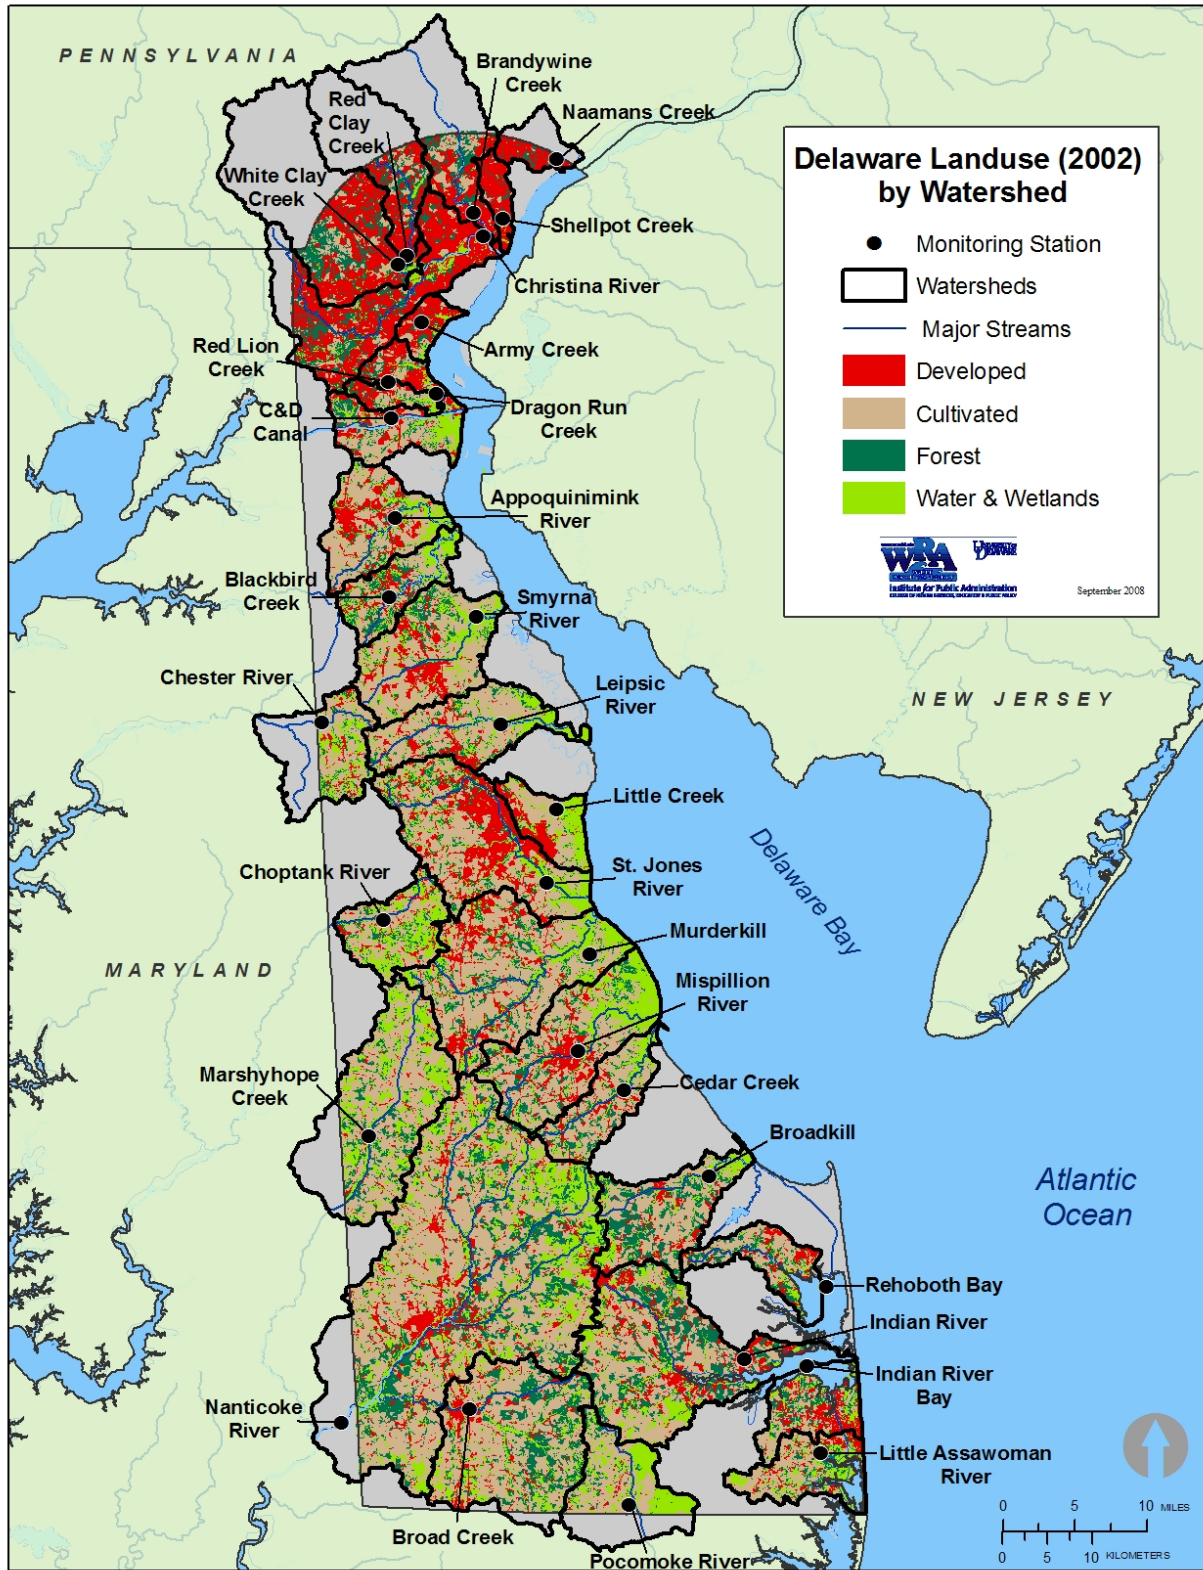 PENNSYLVANIA
Brandywine
Creek
Naamans Creek
Red
Clay
Creek
White Clay
Creek
Shellpot Creek
Christina River
Army Creek
Red Lion
Creek
C&D
Canal
Dragon Run
Creek
Appoquinimink
River
Blackbird
Creek
Smyrna
River
Chester River
Leipsic
River
Little Creek
Choptank River
St. Jones
River
Murderkill
Mispillion
River
MARYLAND
Marshyhope
Creek
Cedar Creek
Broadkill
Rehoboth Bay
Indian River
Indian River
Bay
Nanticoke
River
Little Assawoman
River
Broad Creek
Pocomoke River
Delaware Bay
Atlantic
Ocean
NEW JERSEY
Delaware Landuse (2002)
by Watershed
Monitoring Station
Watersheds
Major Streams
Developed
Cultivated
Forest
Water & Wetlands
WRA
Institute for Public Administration
September 2008
0 5 10 MILES
0 5 10 KILOMETERS